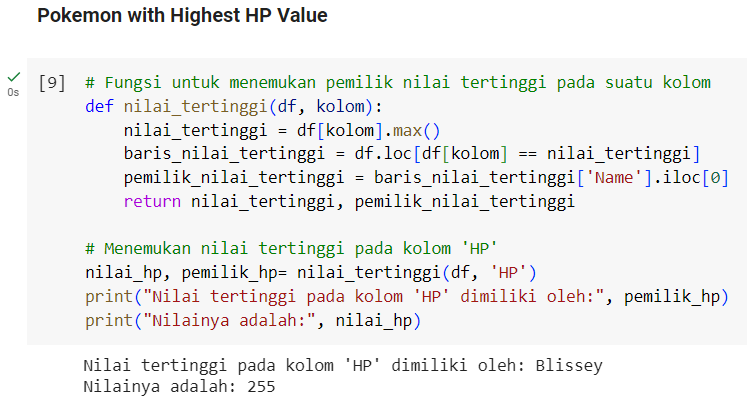 Pokemon with Highest HP Value
[9] # Fungsi untuk menemukan pemilik nilai tertinggi pada suatu kolom
0s
def nilai_tertinggi(df, kolom):
    nilai_tertinggi = df[kolom].max()
    baris_nilai_tertinggi = df.loc[df[kolom] == nilai_tertinggi]
    pemilik_nilai_tertinggi = baris_nilai_tertinggi['Name'].iloc[0]
    return nilai_tertinggi, pemilik_nilai_tertinggi
# Menemukan nilai tertinggi pada kolom 'HP'
nilai_hp, pemilik_hp= nilai_tertinggi(df, 'HP')
print("Nilai tertinggi pada kolom 'HP' dimiliki oleh:", pemilik_hp)
print("Nilainya adalah:", nilai_hp)
Nilai tertinggi pada kolom 'HP' dimiliki oleh: Blissey
Nilainya adalah: 255